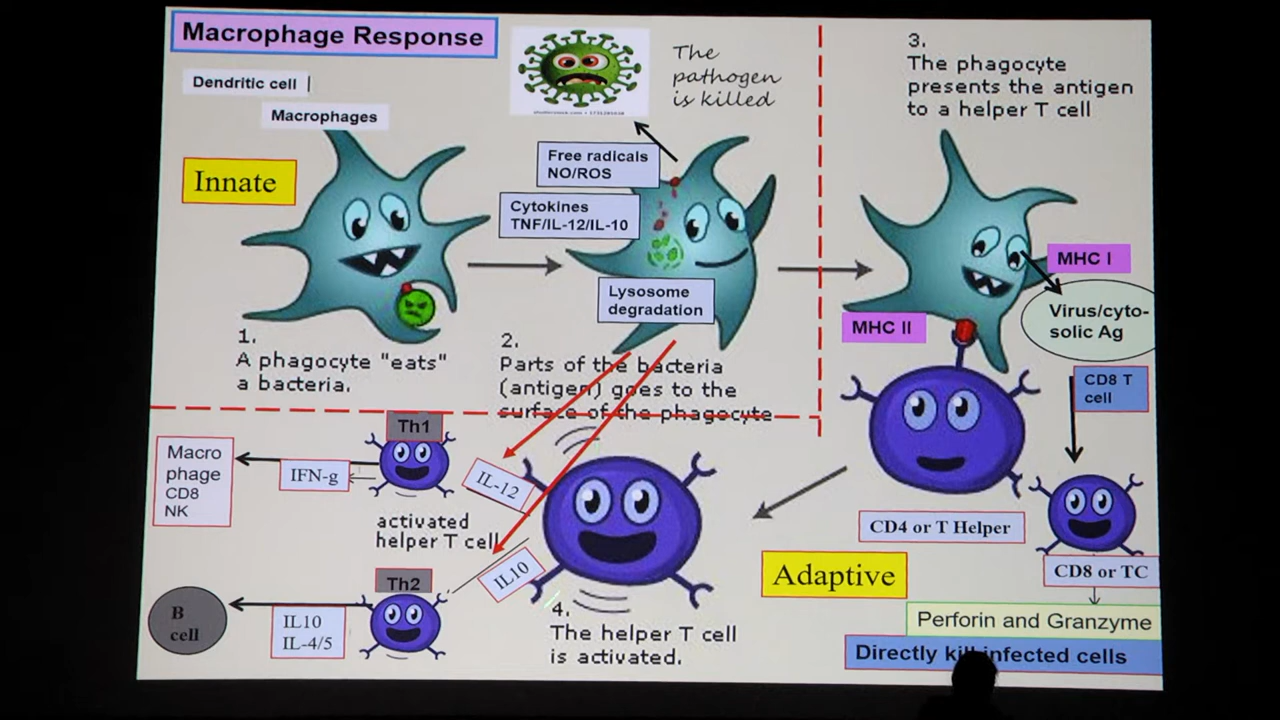 Macrophage Response
Dendritic cell
Macrophages
Innate
The
pathogen
is killed
Free radicals
NO/ROS
Cytokines
TNF/IL-12/IL-10
Lysosome
degradation
1.
A phagocyte "eats"
a bacteria.
2.
Parts of the bacteria
(antigen) goes to the
surface of the phagocyte
3.
The phagocyte
presents the antigen
to a helper T cell
MHC I
Virus/cyto-
solic Ag
MHC II
CD8 T
cell
CD4 or T Helper
CD8 or TC
Adaptive
Perforin and Granzyme
Directly kill infected cells
Th1
Macro
phage
CD8
NK
IFN-g
IL-12
activated
helper T cell
IL10
Th2
B
cell
IL10
IL-4/5
4.
The helper T cell
is activated.